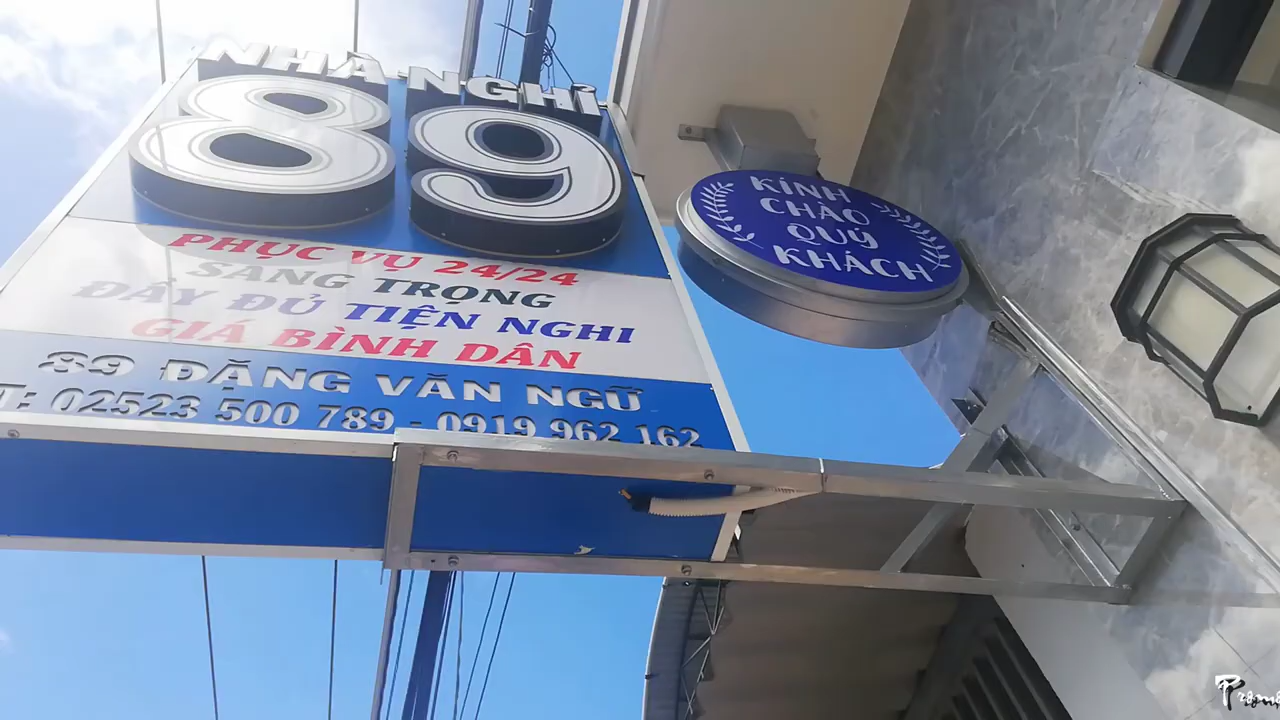 NHÀ NGHỈ
89
PHỤC VỤ 24/24
SANG TRỌNG
ĐẦY ĐỦ TIỆN NGHI
GIÁ BÌNH DÂN
89 ĐẶNG VĂN NGỮ
T: 02523 500 789 - 0919 962 162
KÍNH
CHÀO
QUÝ
KHÁCH